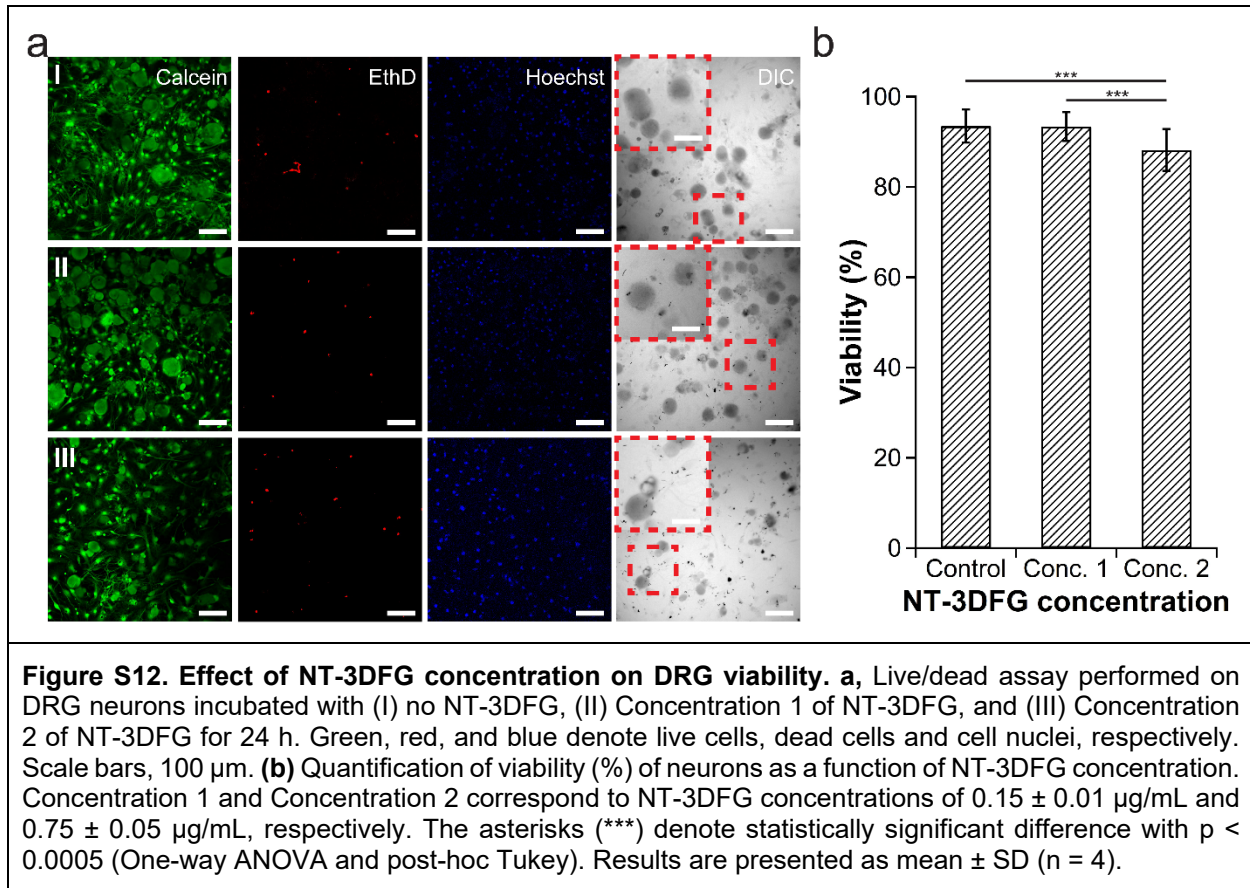 a
b
I
Calcein
EthD
Hoechst
DIC
II
III
***
***
100
80
60
40
20
0
Viability (%)
Control
Conc. 1
Conc. 2
NT-3DFG concentration
Figure S12. Effect of NT-3DFG concentration on DRG viability. a, Live/dead assay performed on
DRG neurons incubated with (I) no NT-3DFG, (II) Concentration 1 of NT-3DFG, and (III) Concentration
2 of NT-3DFG for 24 h. Green, red, and blue denote live cells, dead cells and cell nuclei, respectively.
Scale bars, 100 µm. (b) Quantification of viability (%) of neurons as a function of NT-3DFG concentration.
Concentration 1 and Concentration 2 correspond to NT-3DFG concentrations of 0.15 ± 0.01 µg/mL and
0.75 ± 0.05 µg/mL, respectively. The asterisks (***) denote statistically significant difference with p <
0.0005 (One-way ANOVA and post-hoc Tukey). Results are presented as mean ± SD (n = 4).